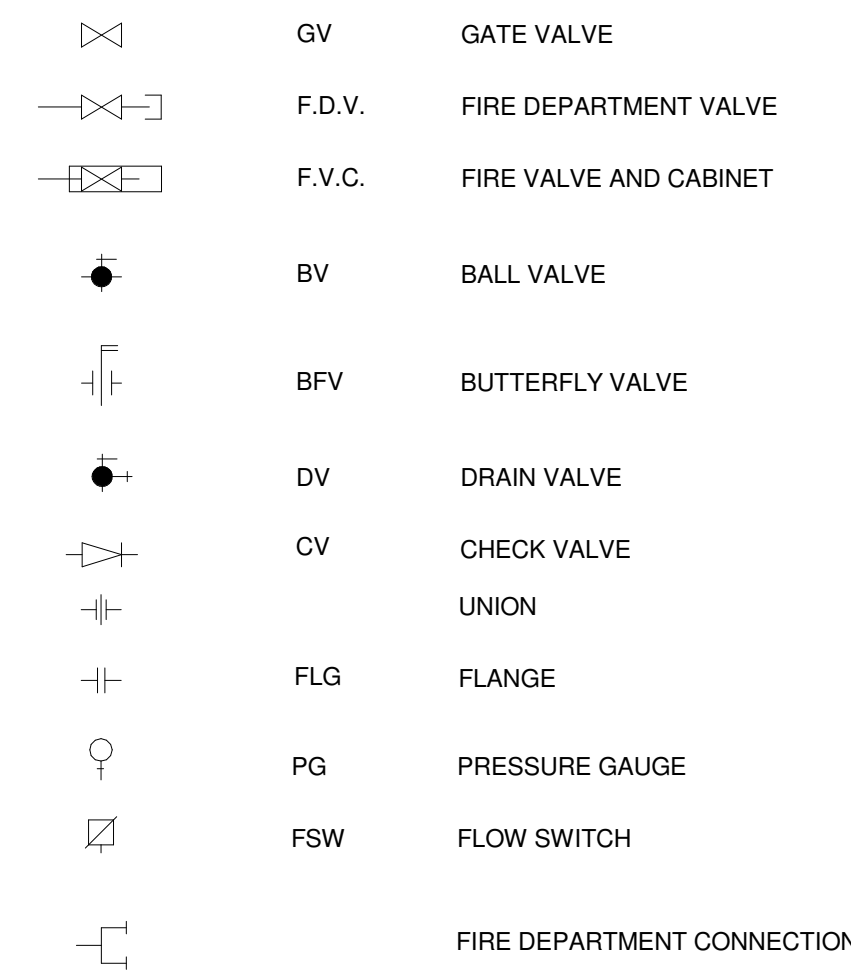 GV GATE VALVE
F.D.V. FIRE DEPARTMENT VALVE
F.V.C. FIRE VALVE AND CABINET
BV BALL VALVE
BFV BUTTERFLY VALVE
DV DRAIN VALVE
CV CHECK VALVE
UNION
FLG FLANGE
PG PRESSURE GAUGE
FSW FLOW SWITCH
FIRE DEPARTMENT CONNECTION